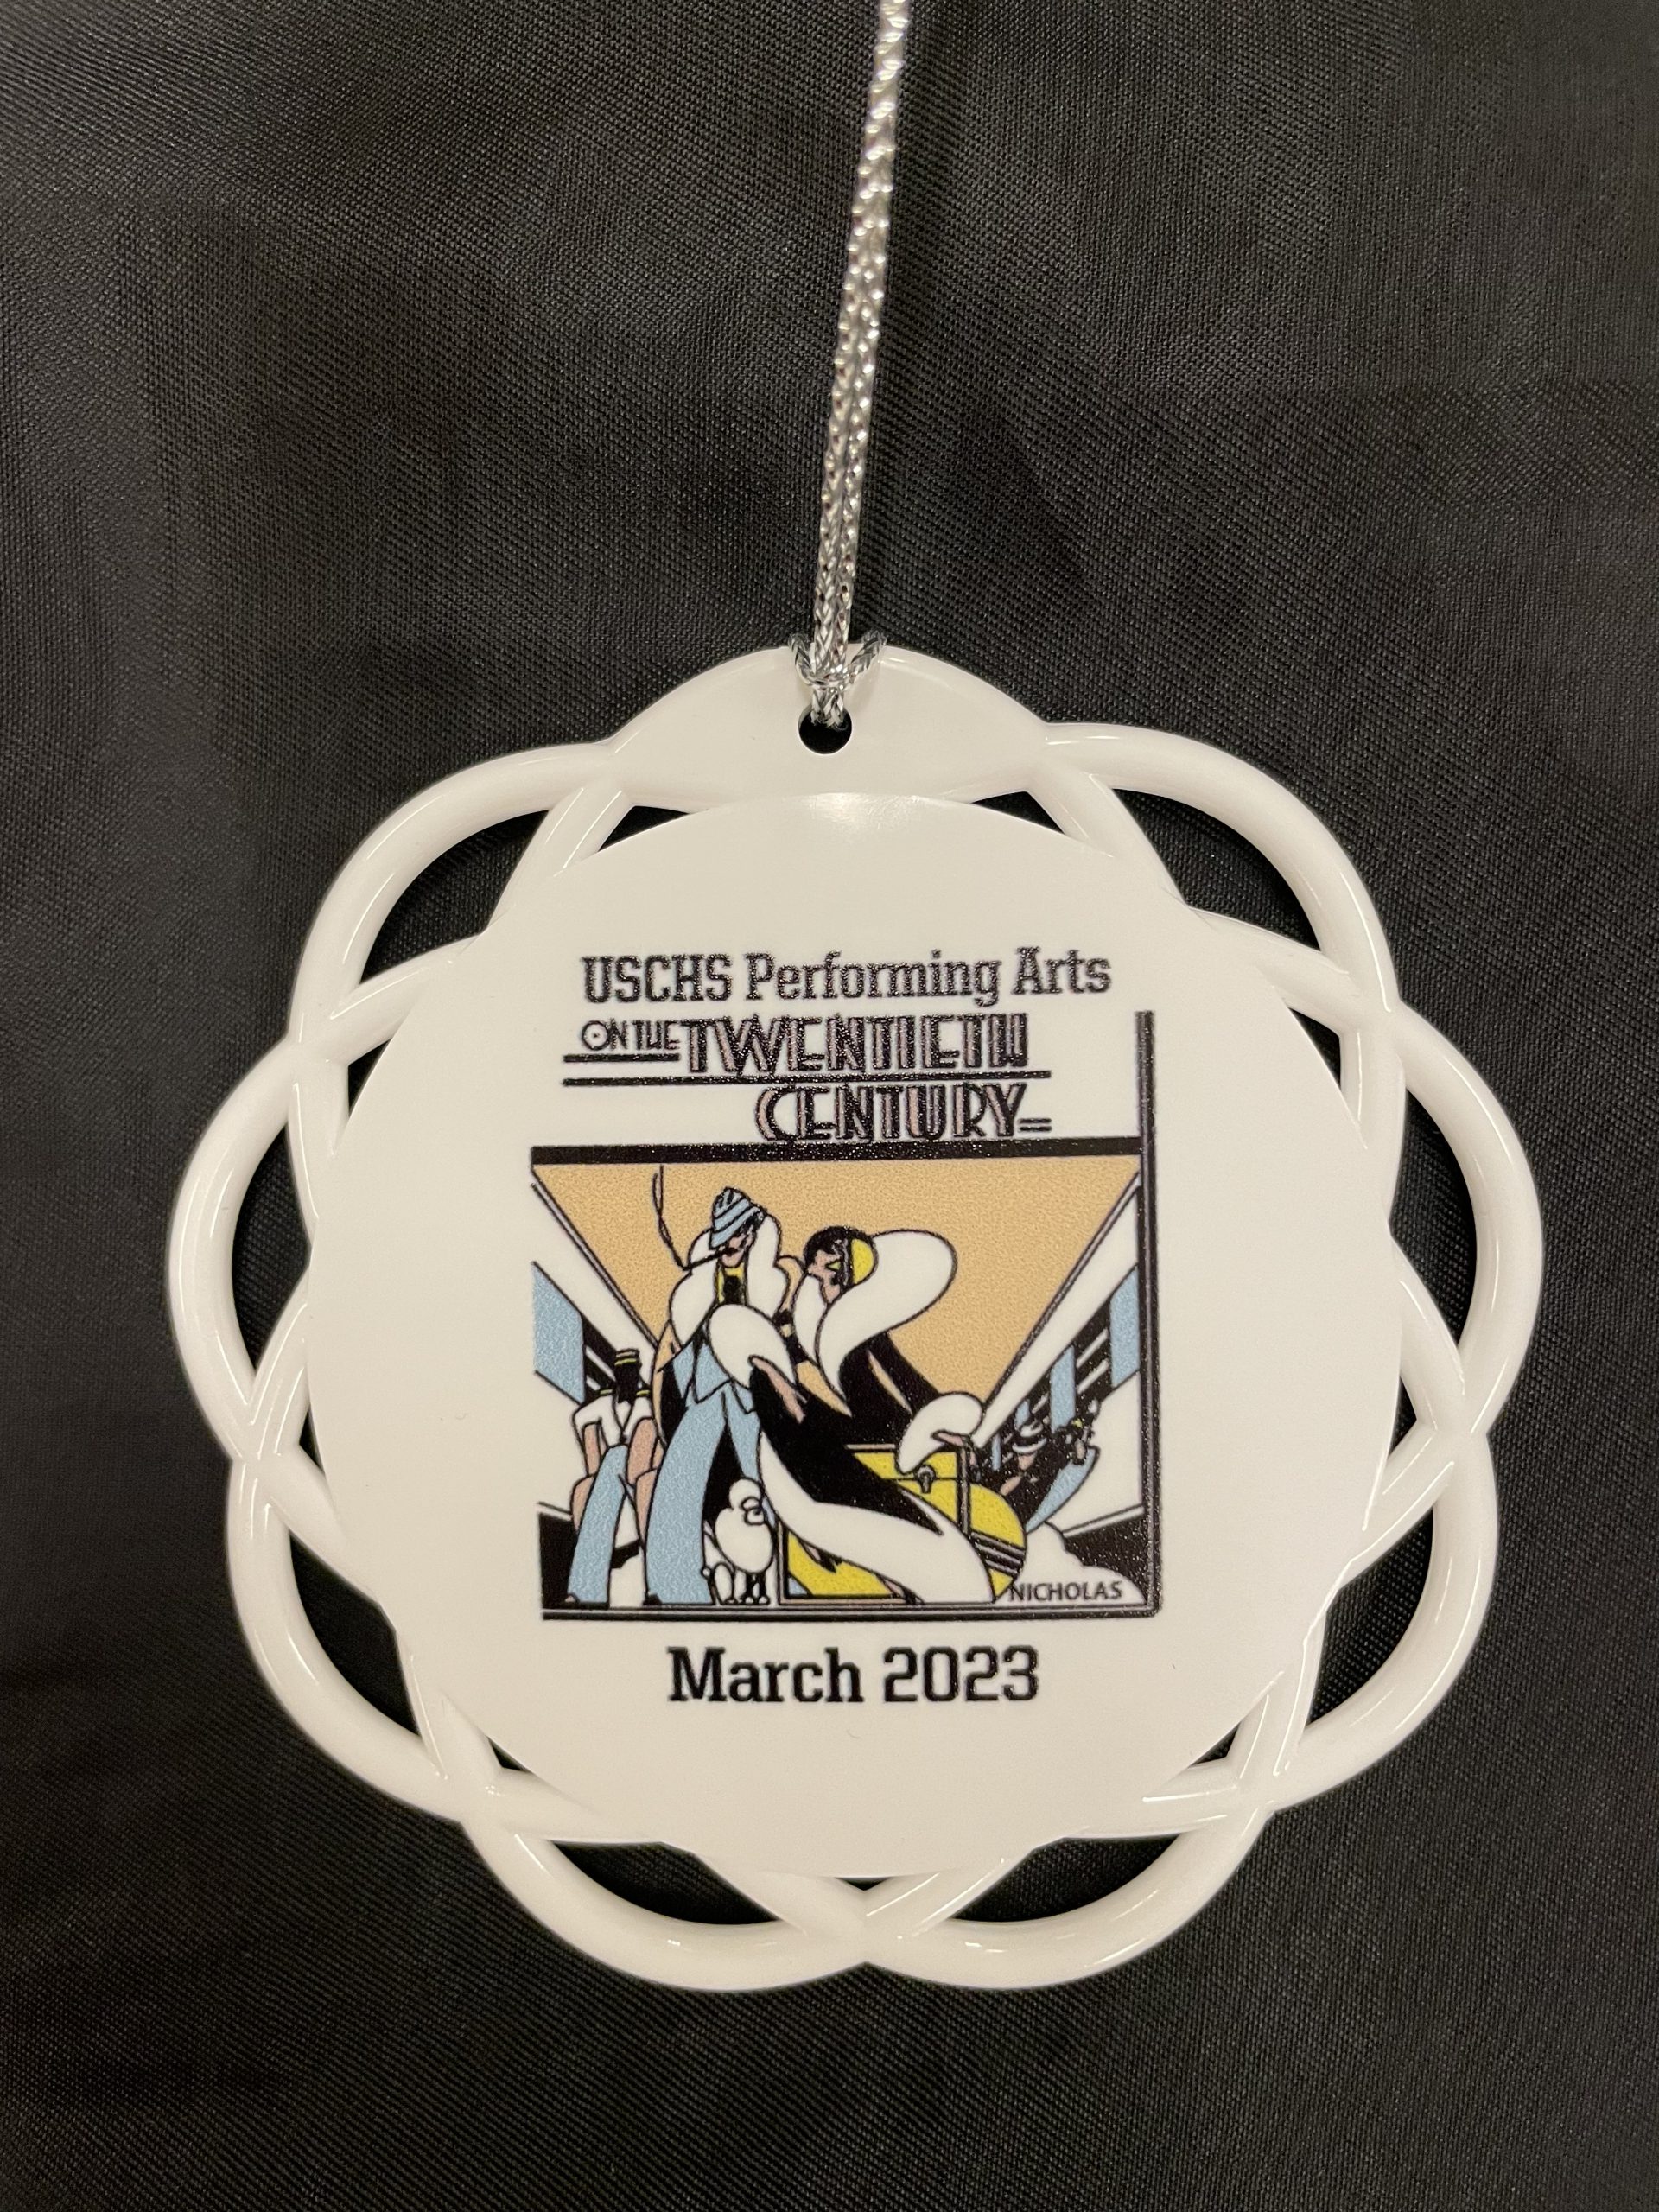 USCHS Performing Arts
ON THE TWENTIETH
CENTURY
NICHOLAS
March 2023